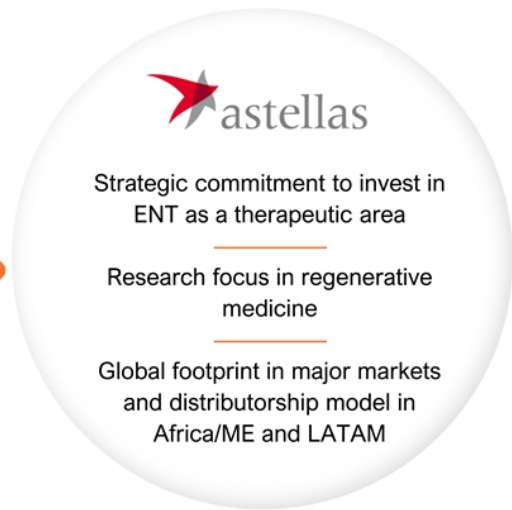 astellas
Strategic commitment to invest in
ENT as a therapeutic area
Research focus in regenerative
medicine
Global footprint in major markets
and distributorship model in
Africa/ME and LATAM